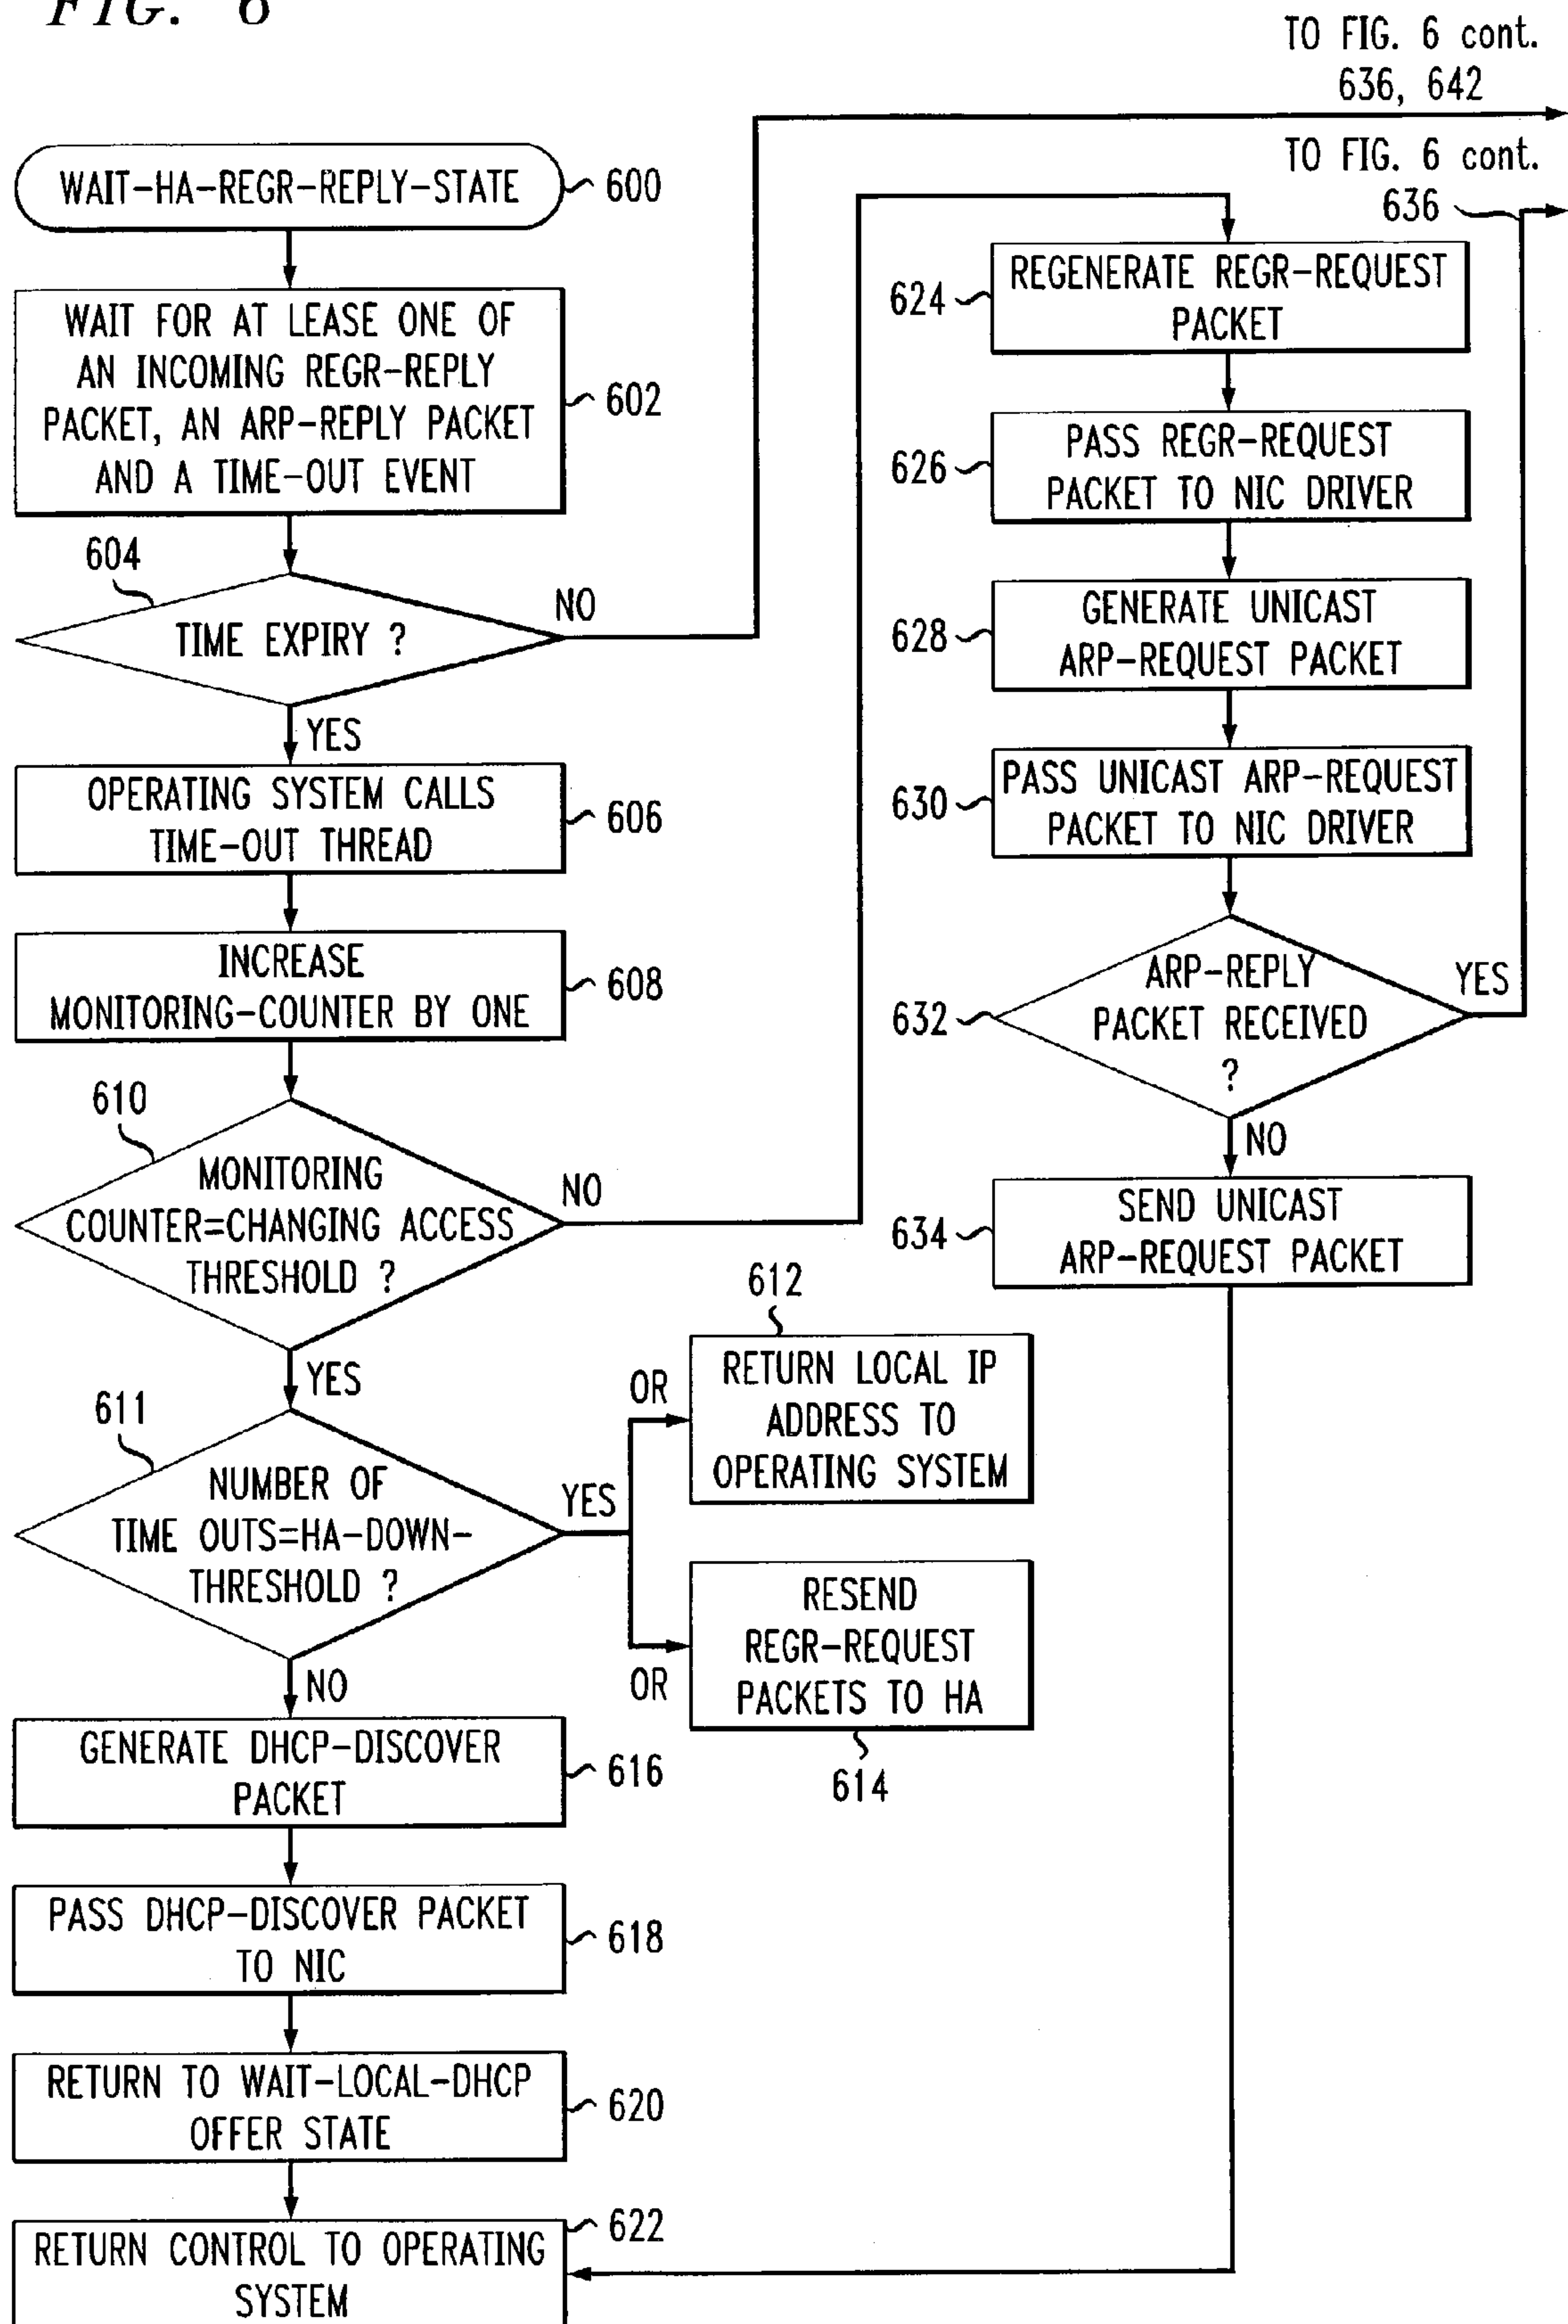 FIG. 6
TO FIG. 6 cont.
636, 642
TO FIG. 6 cont.
636
WAIT-HA-REGR-REPLY-STATE
600
WAIT FOR AT LEASE ONE OF
AN INCOMING REGR-REPLY
PACKET, AN ARP-REPLY PACKET
AND A TIME-OUT EVENT
602
604
TIME EXPIRY ?
NO
YES
OPERATING SYSTEM CALLS
TIME-OUT THREAD
606
INCREASE
MONITORING-COUNTER BY ONE
608
610
MONITORING
COUNTER=CHANGING ACCESS
THRESHOLD ?
NO
YES
611
NUMBER OF
TIME OUTS=HA-DOWN-
THRESHOLD ?
YES
NO
OR
612
RETURN LOCAL IP
ADDRESS TO
OPERATING SYSTEM
OR
RESEND
REGR-REQUEST
PACKETS TO HA
614
GENERATE DHCP-DISCOVER
PACKET
616
PASS DHCP-DISCOVER PACKET
TO NIC
618
RETURN TO WAIT-LOCAL-DHCP
OFFER STATE
620
RETURN CONTROL TO OPERATING
SYSTEM
622
624
REGENERATE REGR-REQUEST
PACKET
626
PASS REGR-REQUEST
PACKET TO NIC DRIVER
628
GENERATE UNICAST
ARP-REQUEST PACKET
630
PASS UNICAST ARP-REQUEST
PACKET TO NIC DRIVER
632
ARP-REPLY
PACKET RECEIVED
?
YES
NO
634
SEND UNICAST
ARP-REQUEST PACKET